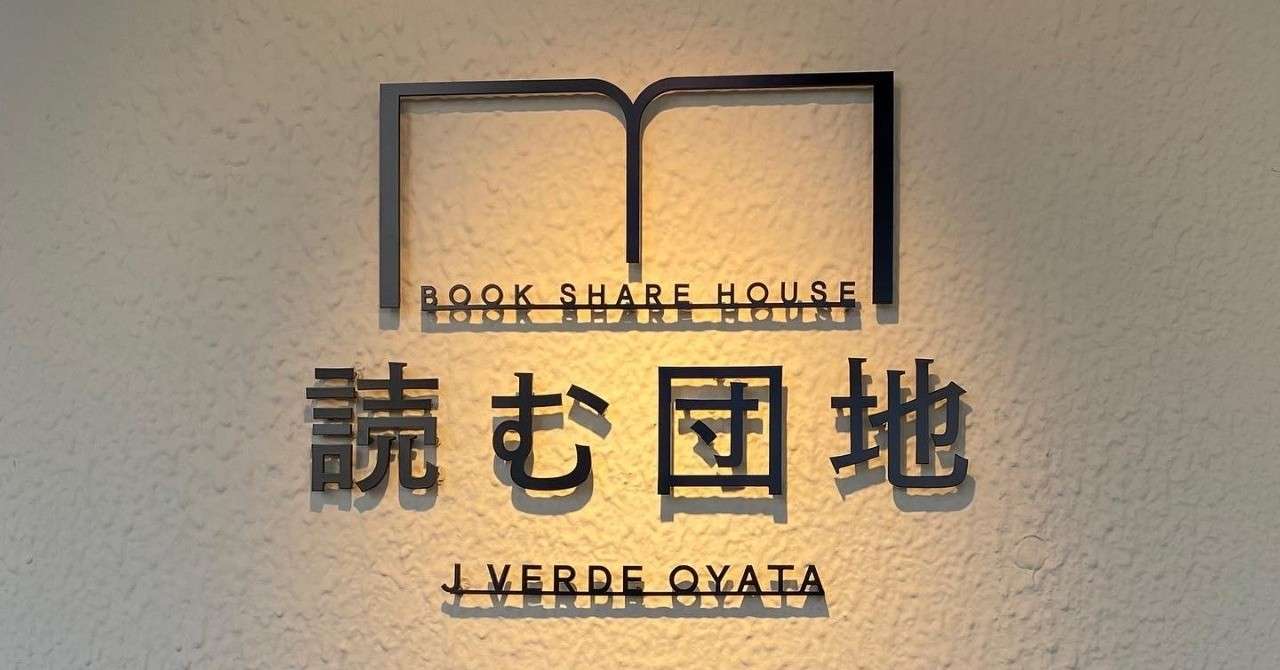 BOOK SHARE HOUSE
読む団地
J VERDE OYATA